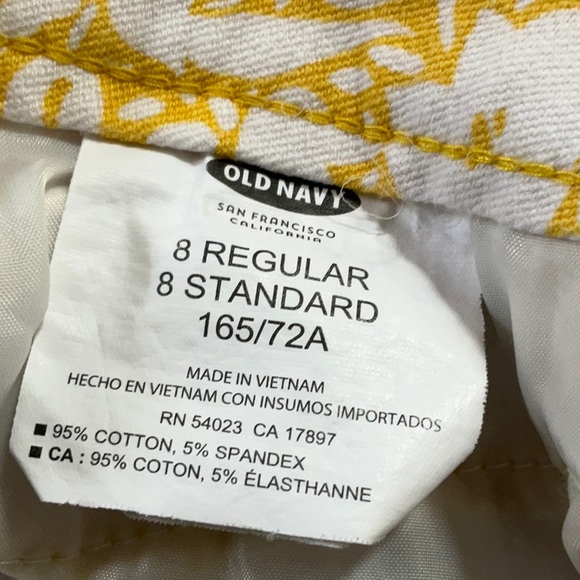 OLD NAVY
SAN FRANCISCO
CALIFORNIA
8 REGULAR
8 STANDARD
165/72A
MADE IN VIETNAM
HECHO EN VIETNAM CON INSUMOS IMPORTADOS
RN 54023 CA 17897
■ 95% COTTON, 5% SPANDEX
■ CA : 95% COTON, 5% ÉLASTHANNE